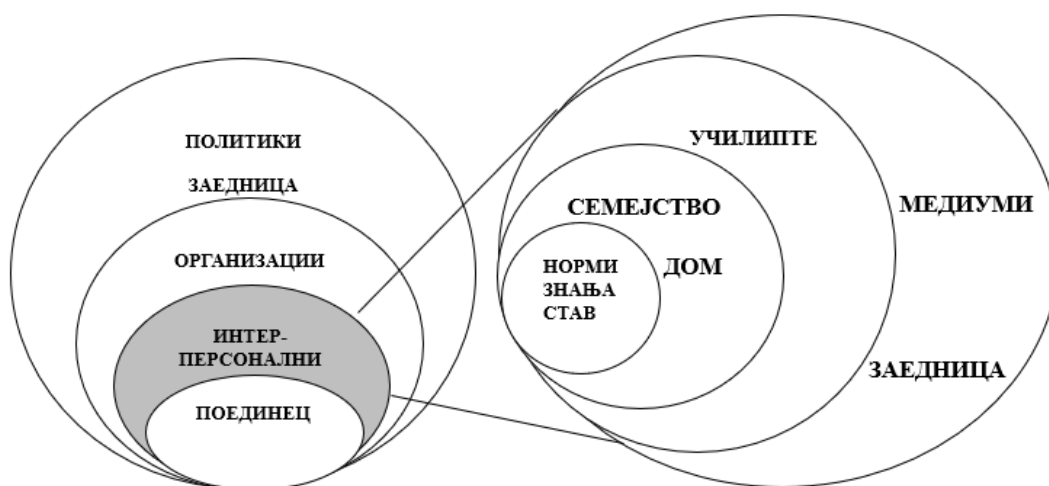 ПОЛИТИКИ
ЗАЕДНИЦА
ОРГАНИЗАЦИИ
ИНТЕР-
ПЕРСОНАЛНИ
ПОЕДИНЕЦ
УЧИЛИПТЕ
СЕМЕЈСТВО
МЕДИУМИ
ДОМ
НОРМИ
ЗНАЊА
СТАВ
ЗАЕДНИЦА